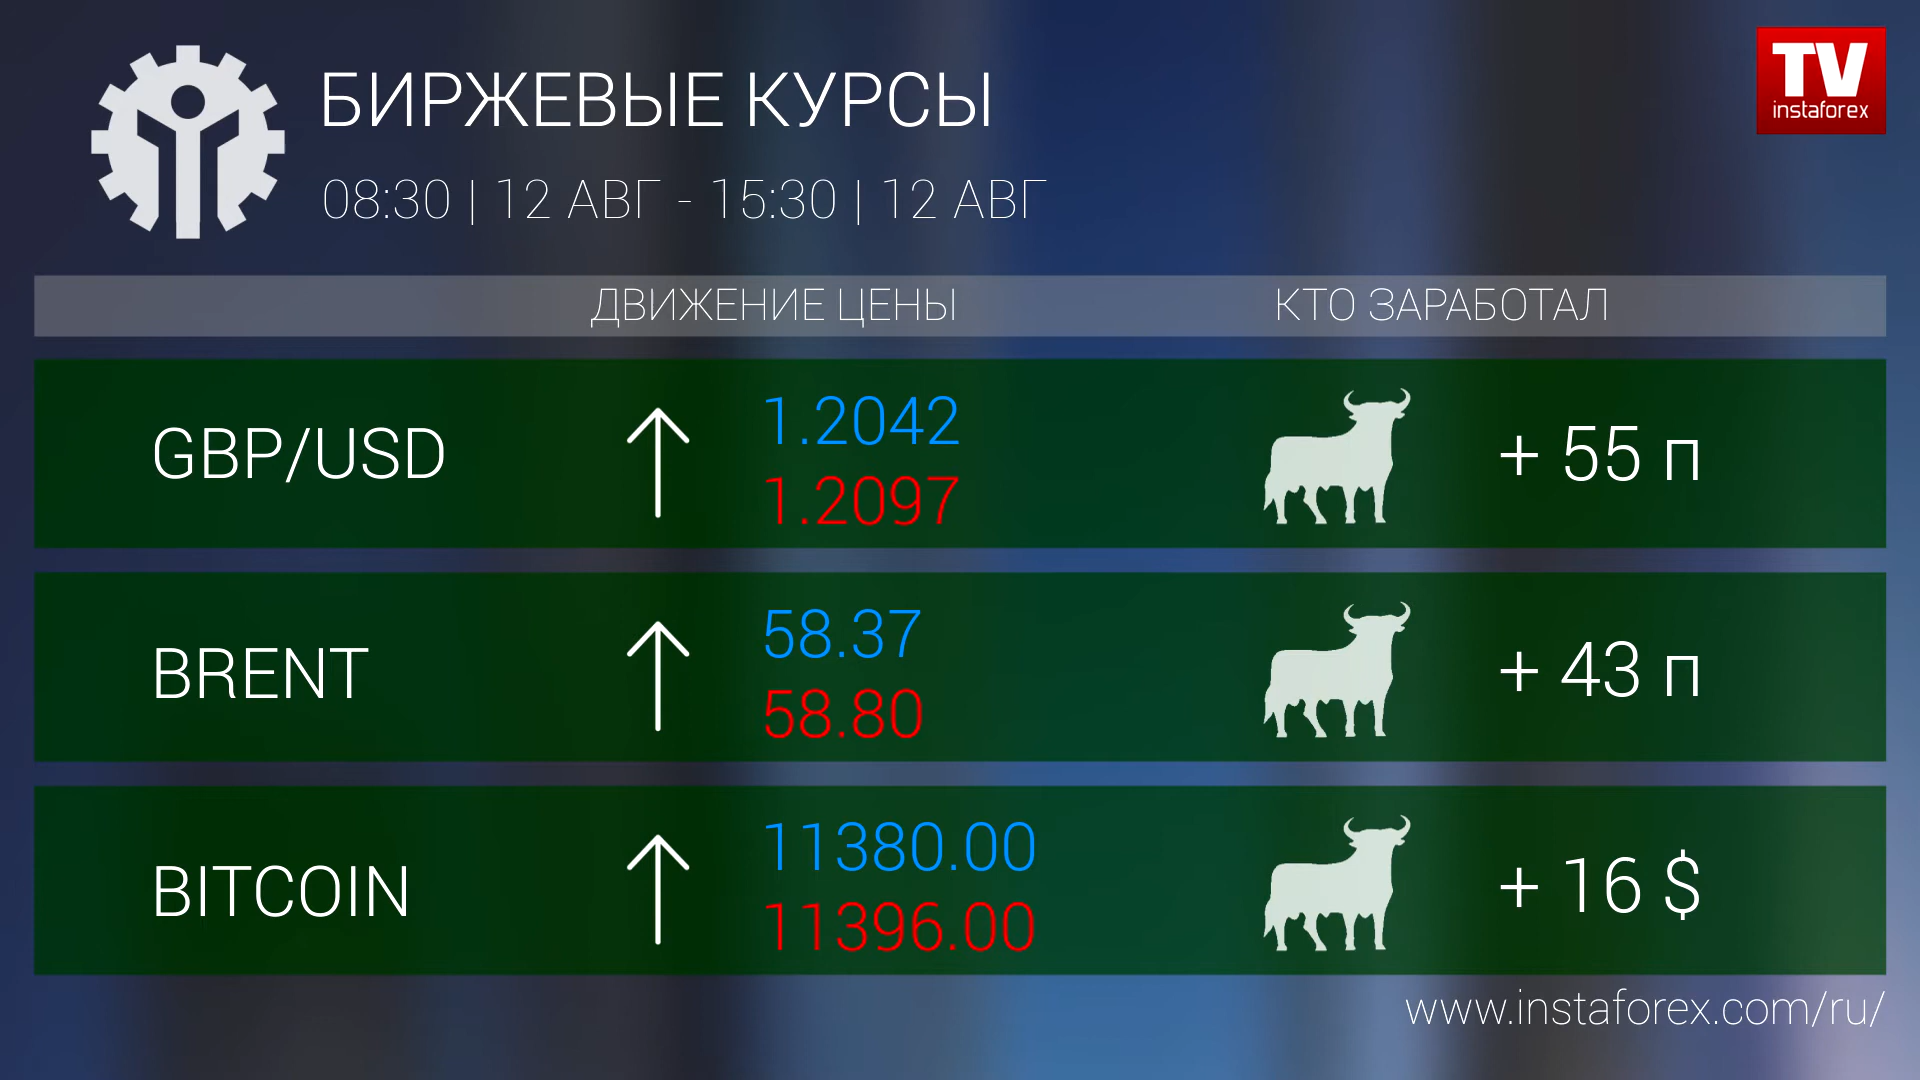 БИРЖЕВЫЕ КУРСЫ
TV
instaforex
08:30 | 12 АВГ - 15:30 | 12 АВГ
ДВИЖЕНИЕ ЦЕНЫ КТО ЗАРАБОТАЛ
GBP/USD 1.2042 + 55 п
1.2097
BRENT 58.37 + 43 п
58.80
BITCOIN 11380.00 + 16 $
11396.00
www.instaforex.com/ru/